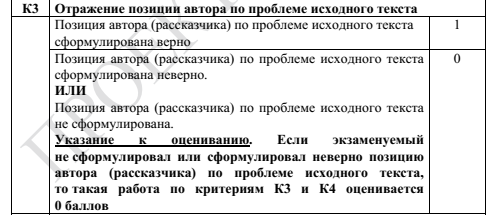 К3 Отражение позиции автора по проблеме исходного текста
Позиция автора (рассказчика) по проблеме исходного текста 1
сформулирована верно
Позиция автора (рассказчика) по проблеме исходного текста 0
сформулирована неверно.
ИЛИ
Позиция автора (рассказчика) по проблеме исходного текста
не сформулирована.
Указание к оцениванию. Если экзаменуемый
не сформулировал или сформулировал неверно позицию
автора (рассказчика) по проблеме исходного текста,
то такая работа по критериям К3 и К4 оценивается
0 баллов
ПРОЕК